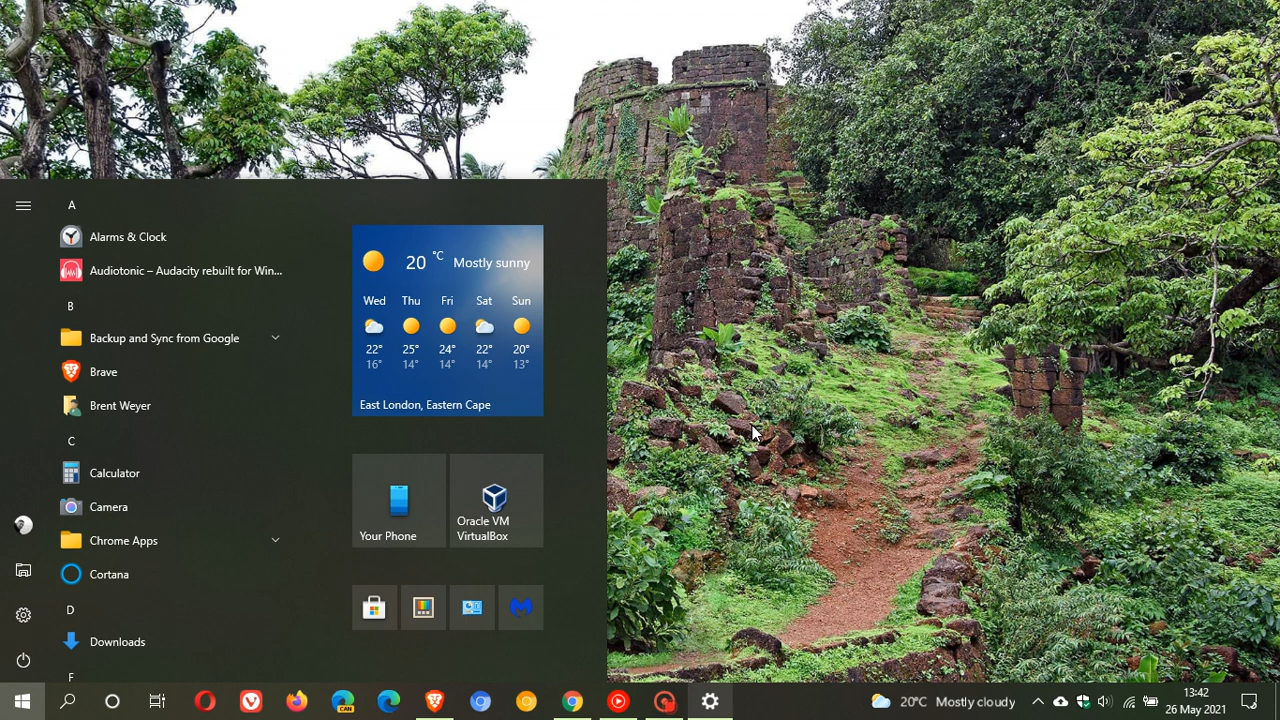 A
Alarms & Clock
Audiotonic – Audacity rebuilt for Win...
B
Backup and Sync from Google
Brave
Brent Weyer
C
Calculator
Camera
Chrome Apps
Cortana
D
Downloads
F
20 °C Mostly sunny
Wed Thu Fri Sat Sun
22° 25° 24° 22° 20°
16° 14° 14° 14° 13°
East London, Eastern Cape
Your Phone
Oracle VM
VirtualBox
CAN
20°C Mostly cloudy
13:42
26 May 2021